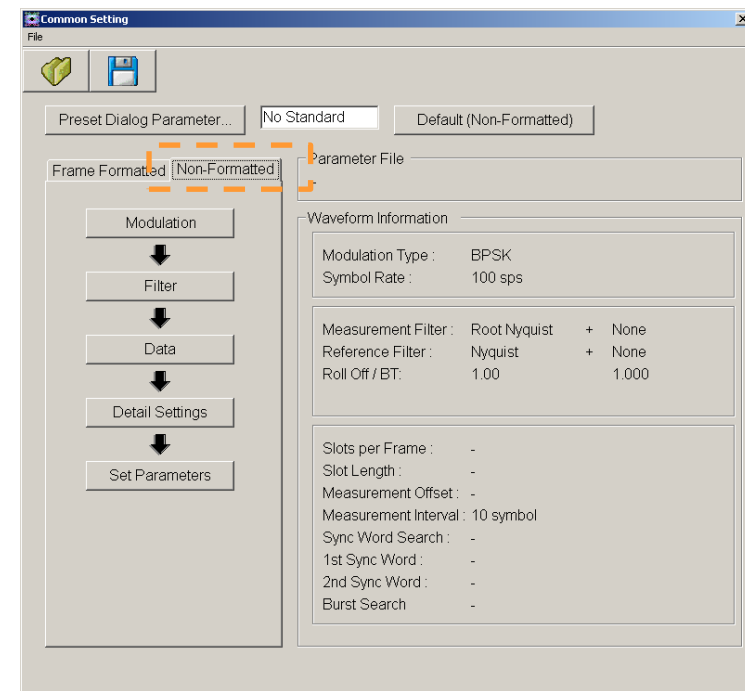 Common Setting
File
Preset Dialog Parameter... No Standard Default (Non-Formatted)
Frame Formatted Non-Formatted
Modulation
Filter
Data
Detail Settings
Set Parameters
Parameter File
-
Waveform Information
Modulation Type : BPSK
Symbol Rate : 100 sps
Measurement Filter : Root Nyquist + None
Reference Filter : Nyquist + None
Roll Off / BT: 1.00 1.000
Slots per Frame : -
Slot Length : -
Measurement Offset : -
Measurement Interval : 10 symbol
Sync Word Search : -
1st Sync Word : -
2nd Sync Word : -
Burst Search -